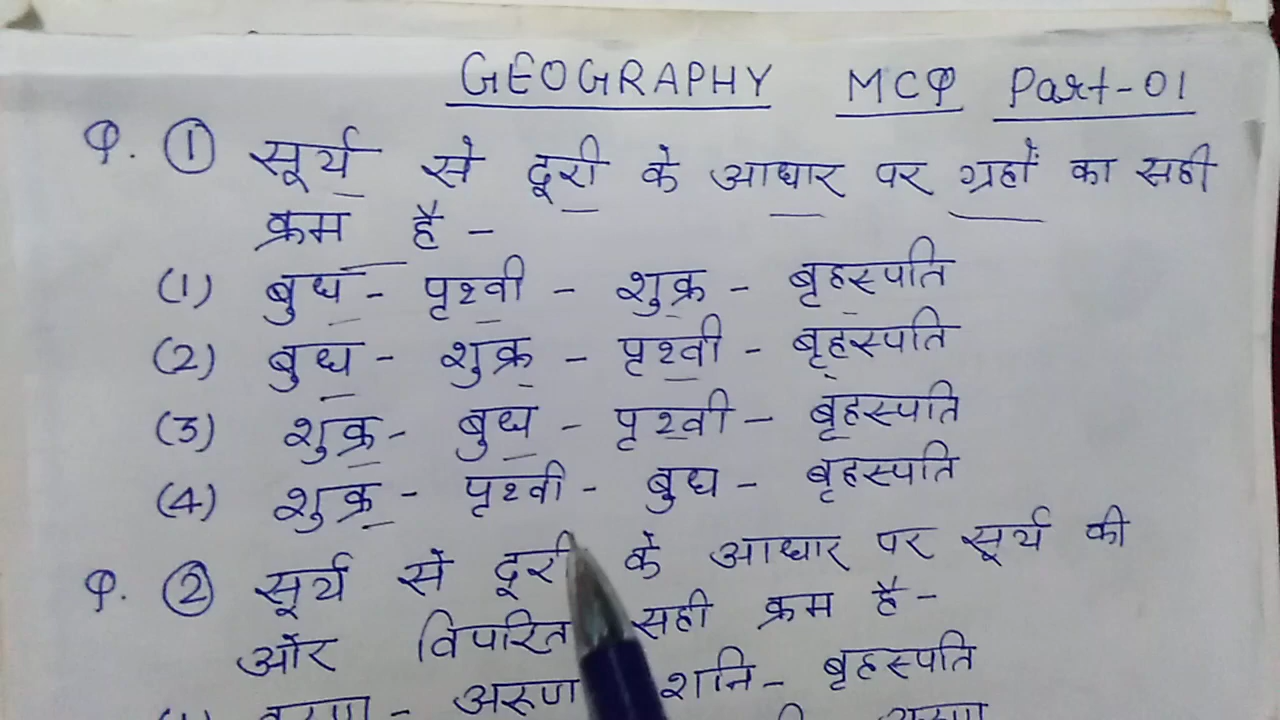 GEOGRAPHY MCQ Part-01
Q. ① सूर्य से दूरी के आधार पर ग्रहों का सही
क्रम है -
(1) बुध - पृथ्वी - शुक्र - बृहस्पति
(2) बुध - शुक्र - पृथ्वी - बृहस्पति
(3) शुक्र - बुध - पृथ्वी - बृहस्पति
(4) शुक्र - पृथ्वी - बुध - बृहस्पति
Q. ② सूर्य से दूरी के आधार पर सूर्य की
ओर विपरित सही क्रम है -
अरूण शनि - बृहस्पति